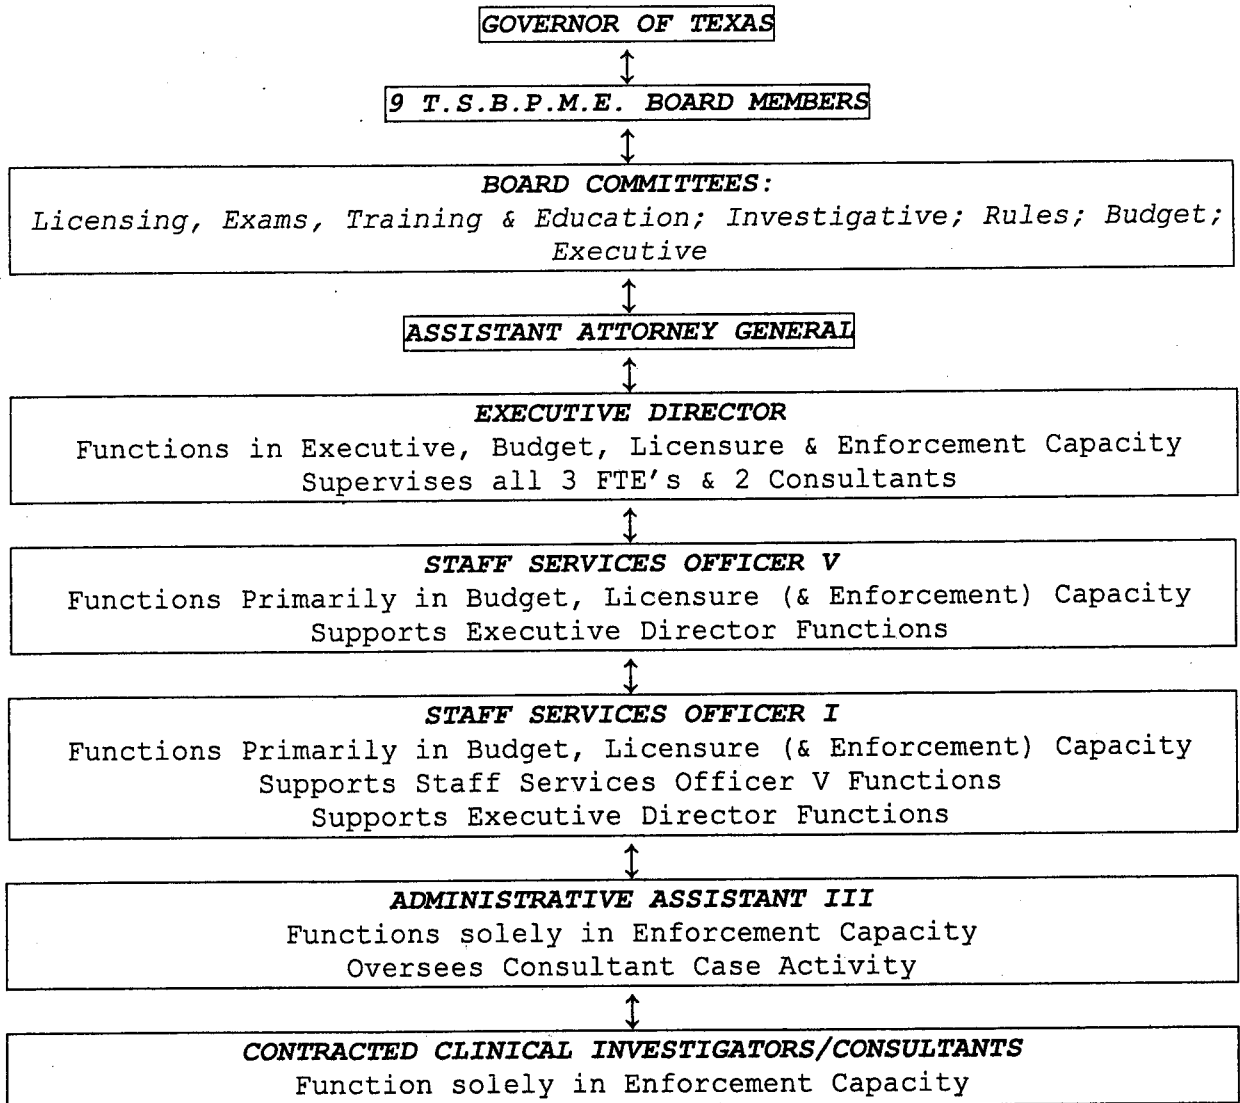 GOVERNOR OF TEXAS
9 T.S.B.P.M.E. BOARD MEMBERS
BOARD COMMITTEES:
Licensing, Exams, Training & Education; Investigative; Rules; Budget;
Executive
ASSISTANT ATTORNEY GENERAL
EXECUTIVE DIRECTOR
Functions in Executive, Budget, Licensure & Enforcement Capacity
Supervises all 3 FTE's & 2 Consultants
STAFF SERVICES OFFICER V
Functions Primarily in Budget, Licensure (& Enforcement) Capacity
Supports Executive Director Functions
STAFF SERVICES OFFICER I
Functions Primarily in Budget, Licensure (& Enforcement) Capacity
Supports Staff Services Officer V Functions
Supports Executive Director Functions
ADMINISTRATIVE ASSISTANT III
Functions solely in Enforcement Capacity
Oversees Consultant Case Activity
CONTRACTED CLINICAL INVESTIGATORS/CONSULTANTS
Function solely in Enforcement Capacity